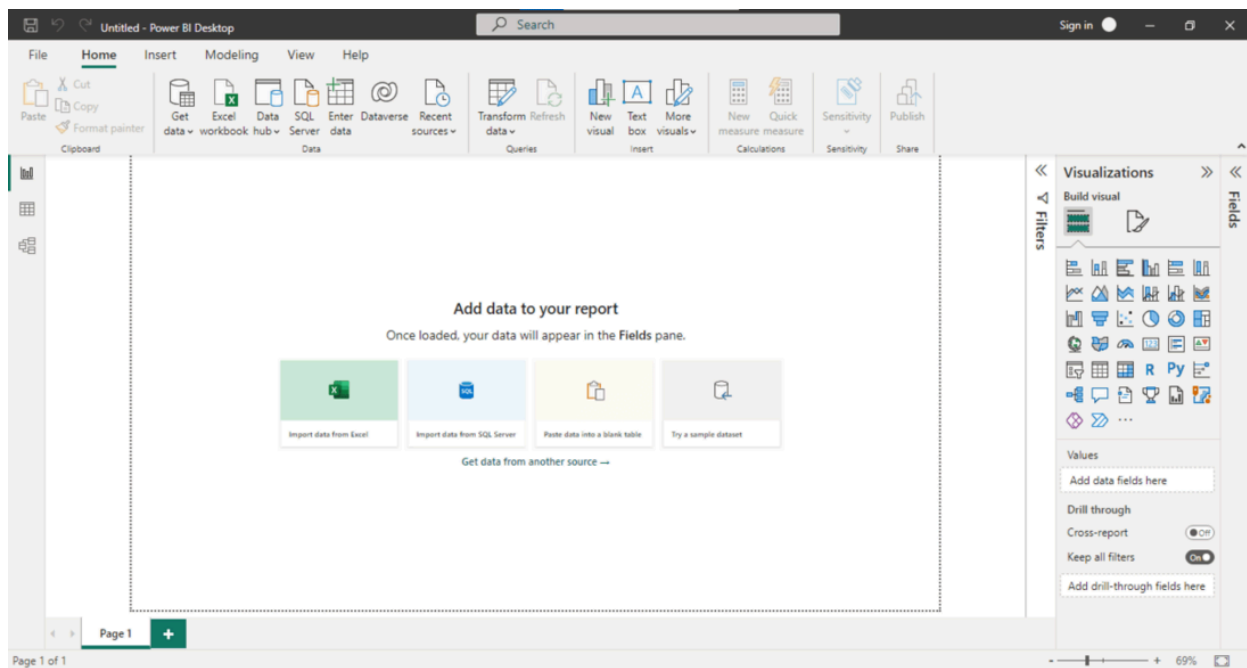 Untitled - Power BI Desktop
Search
Sign in
File Home Insert Modeling View Help
Paste
Cut
Copy
Format painter
Clipboard
Get data
Excel workbook
Data hub
SQL Server
Enter data
Dataverse
Recent sources
Data
Transform data
Refresh
Queries
New visual
Text box
More visuals
Insert
New measure
Quick measure
Calculations
Sensitivity
Sensitivity
Publish
Share
Add data to your report
Once loaded, your data will appear in the Fields pane.
SQL
Import data from Excel
Import data from SQL Server
Paste data into a blank table
Try a sample dataset
Get data from another source →
Filters
Visualizations
Build visual
123
R
Py
Values
Add data fields here
Drill through
Cross-report
Off
Keep all filters
On
Add drill-through fields here
Fields
Page 1
Page 1 of 1
- + 69%